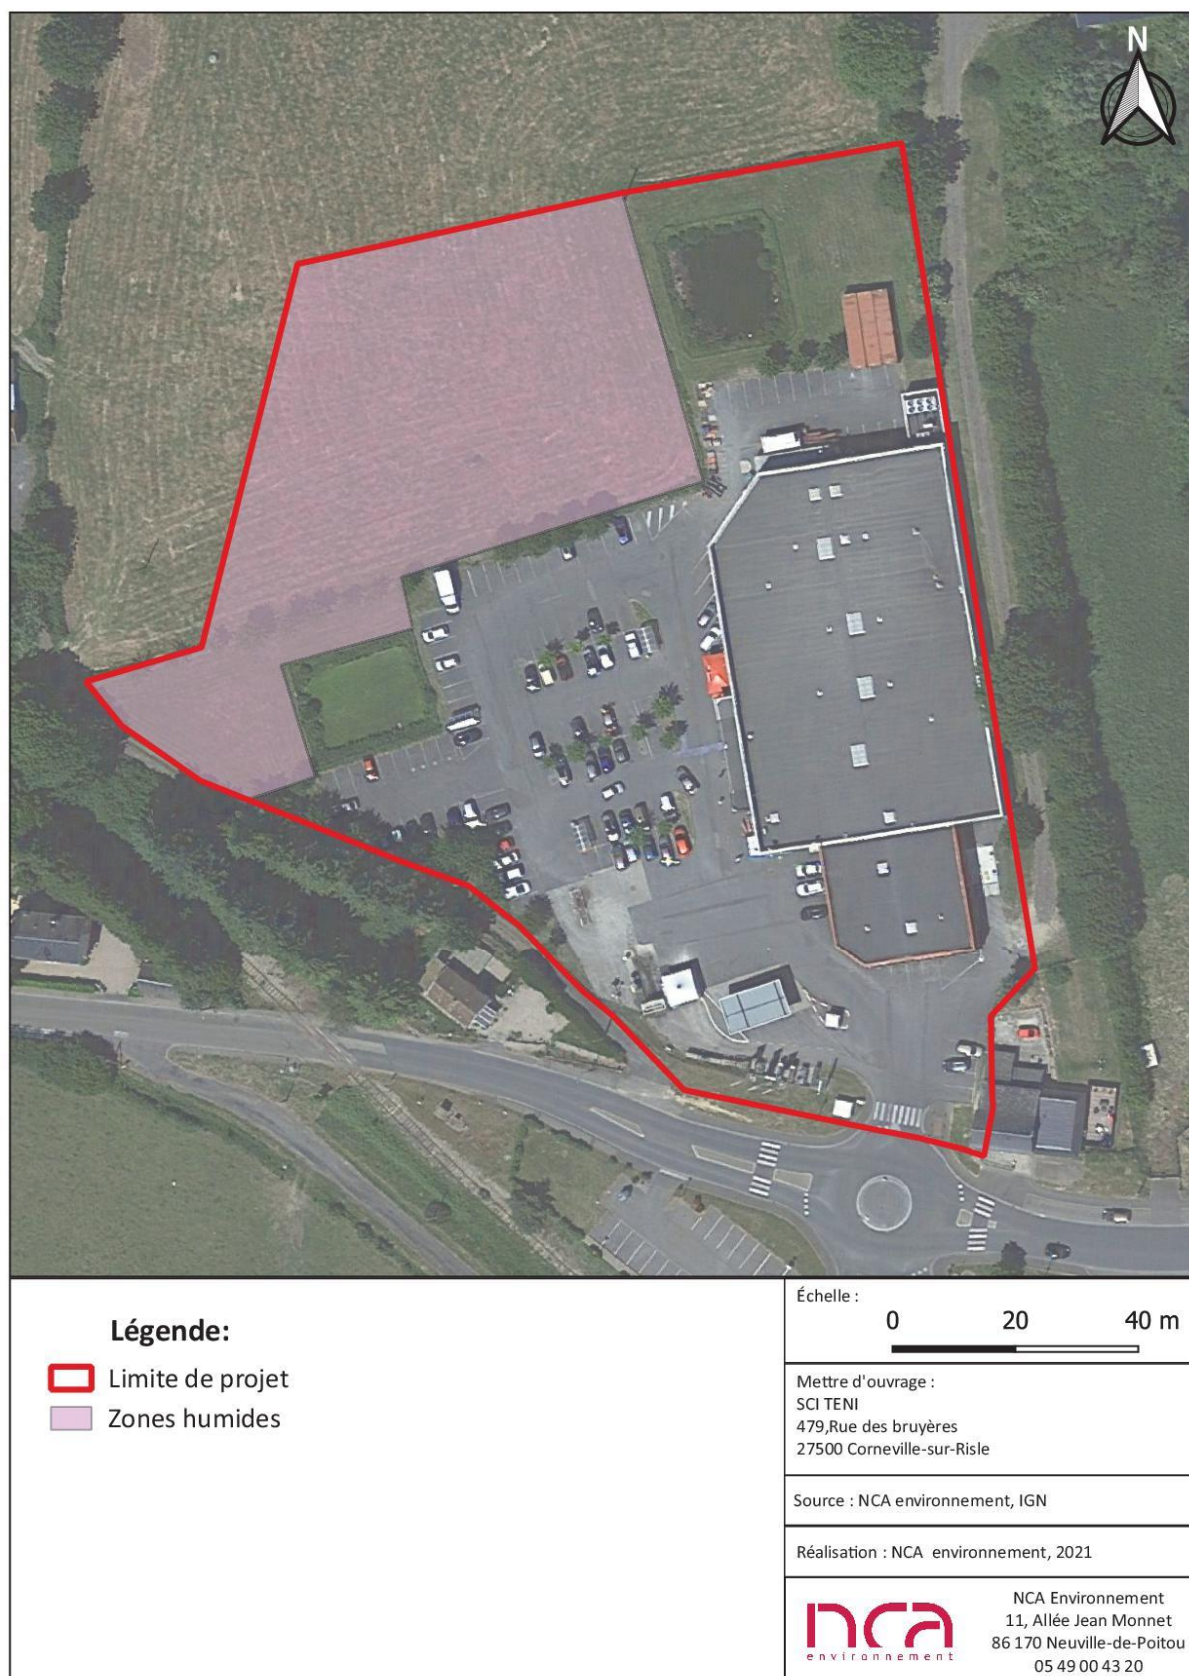 N
Légende:
Limite de projet
Zones humides
Échelle :
0 20 40 m
Mettre d'ouvrage :
SCI TENI
479,Rue des bruyères
27500 Corneville-sur-Risle
Source : NCA environnement, IGN
Réalisation : NCA environnement, 2021
nca
environnement
NCA Environnement
11, Allée Jean Monnet
86 170 Neuville-de-Poitou
05 49 00 43 20